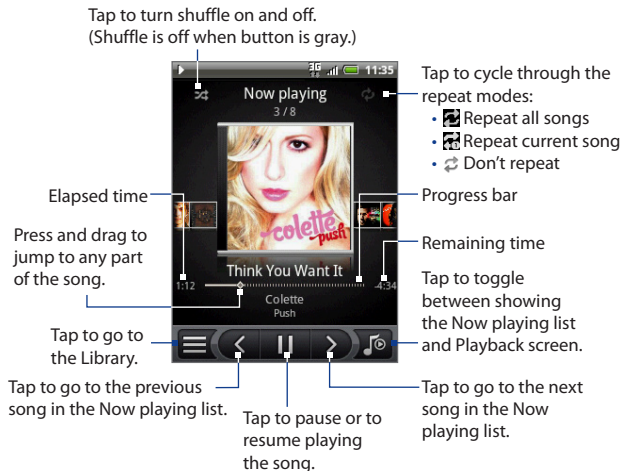 Tap to turn shuffle on and off.
(Shuffle is off when button is gray.)
3G
11:35
Now playing
3 / 8
Tap to cycle through the
repeat modes:
• Repeat all songs
• Repeat current song
• Don't repeat
colette
push
Elapsed time
Progress bar
Press and drag to
jump to any part
of the song.
Remaining time
Think You Want It
1:12
-4:34
Colette
Push
Tap to toggle
between showing
the Now playing list
and Playback screen.
Tap to go to
the Library.
Tap to go to the previous
song in the Now playing list.
Tap to pause or to
resume playing
the song.
Tap to go to the next
song in the Now
playing list.